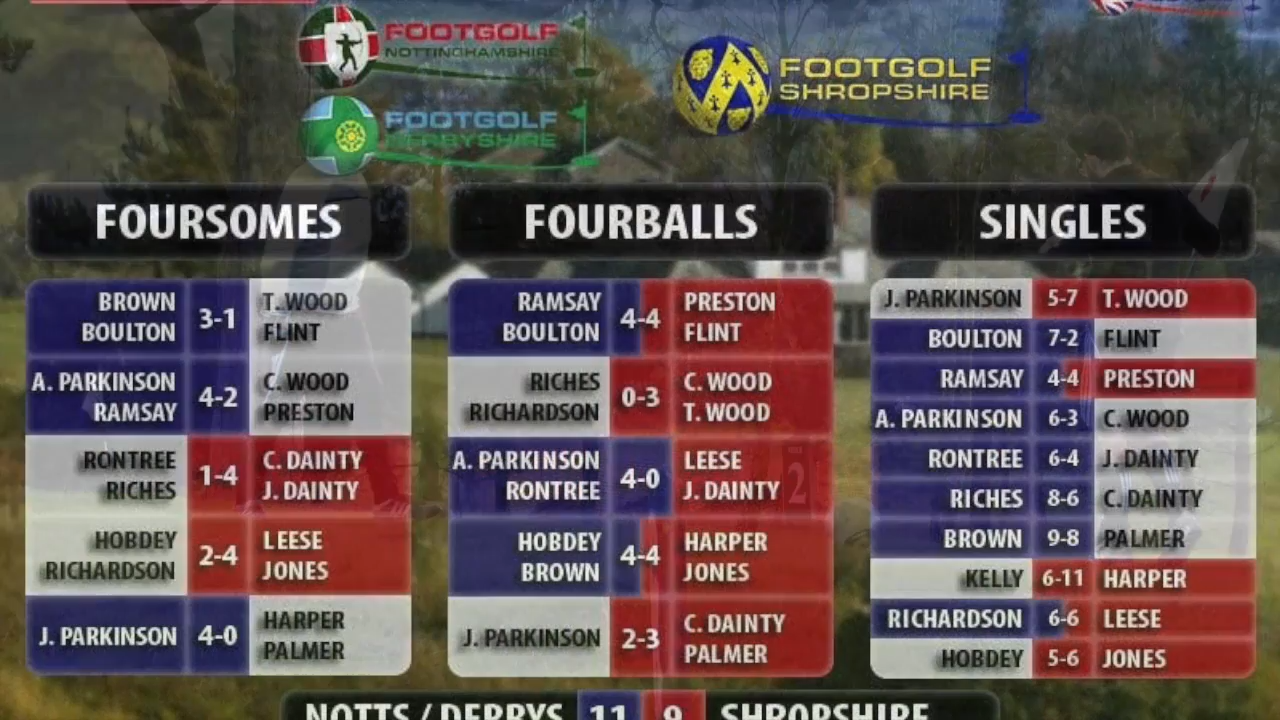 FOOTGOLF
NOTTINGHAMSHIRE
FOOTGOLF
DERBYSHIRE
FOOTGOLF
SHROPSHIRE
FOURSOMES
BROWN
BOULTON
3-1
T. WOOD
FLINT
A. PARKINSON
RAMSAY
4-2
C. WOOD
PRESTON
RONTREE
RICHES
1-4
C. DAINTY
J. DAINTY
HOBDEY
RICHARDSON
2-4
LEESE
JONES
J. PARKINSON
4-0
HARPER
PALMER
FOURBALLS
RAMSAY
BOULTON
4-4
PRESTON
FLINT
RICHES
RICHARDSON
0-3
C. WOOD
T. WOOD
A. PARKINSON
RONTREE
4-0
LEESE
J. DAINTY
HOBDEY
BROWN
4-4
HARPER
JONES
J. PARKINSON
2-3
C. DAINTY
PALMER
SINGLES
J. PARKINSON 5-7 T. WOOD
BOULTON 7-2 FLINT
RAMSAY 4-4 PRESTON
A. PARKINSON 6-3 C. WOOD
RONTREE 6-4 J. DAINTY
RICHES 8-6 C. DAINTY
BROWN 9-8 PALMER
KELLY 6-11 HARPER
RICHARDSON 6-6 LEESE
HOBDEY 5-6 JONES
NOTTS / DERBYS 11 9 SHROPSHIRE